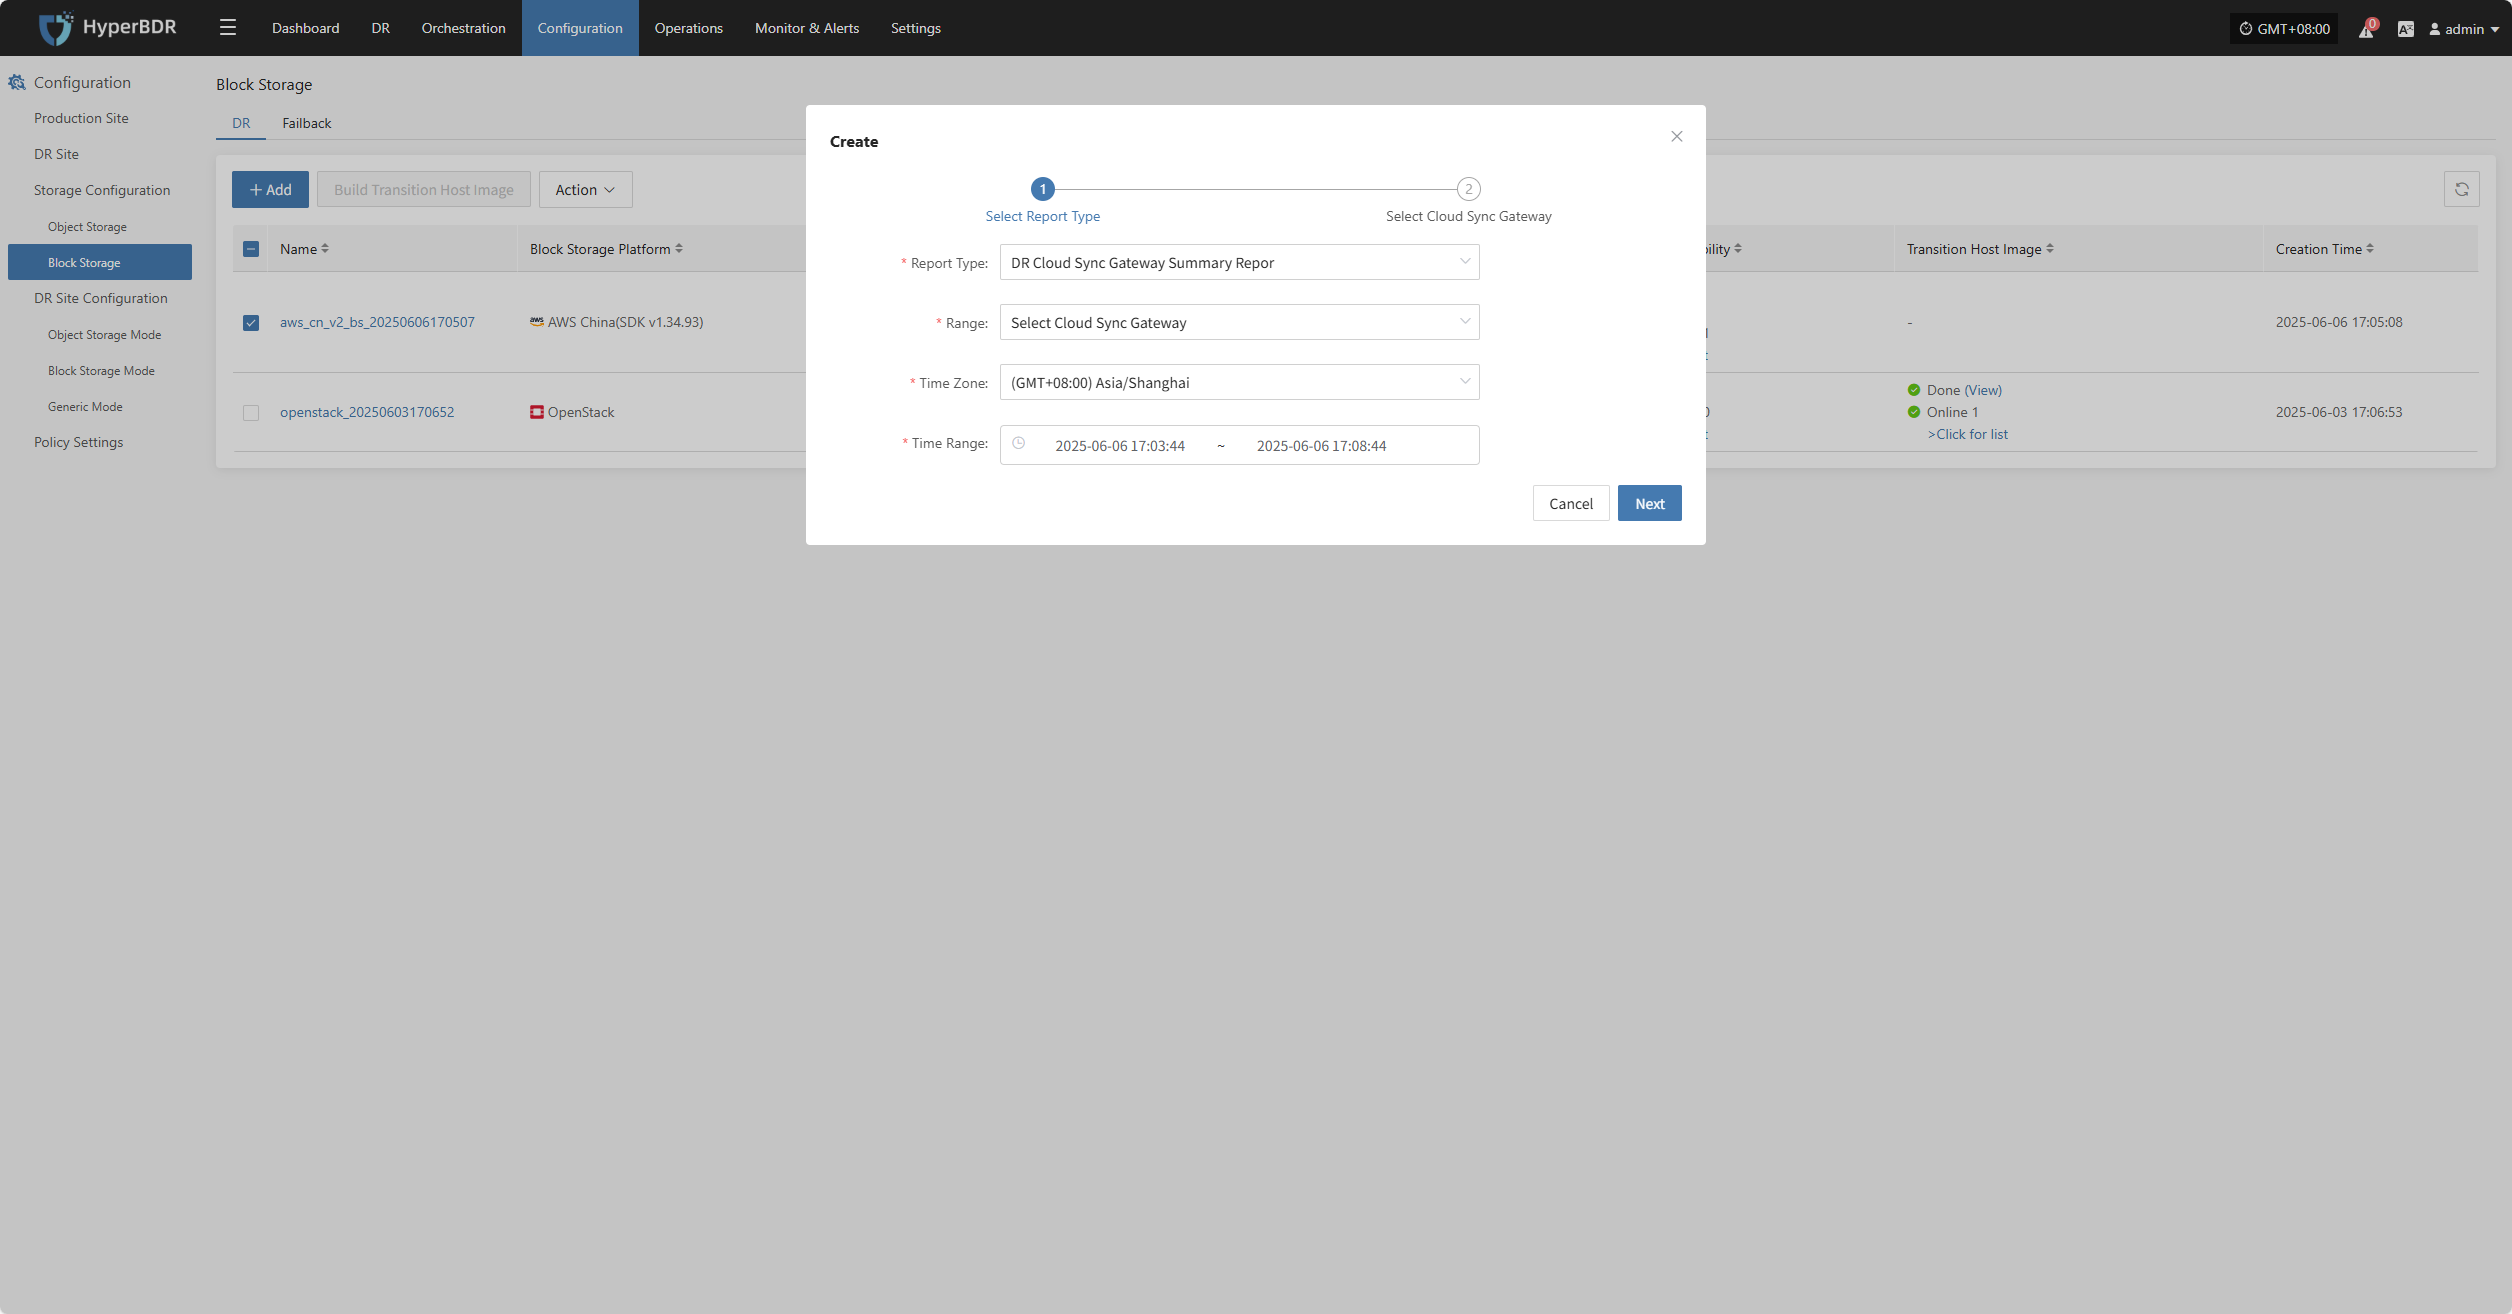 HyperBDR
Dashboard
DR
Orchestration
Configuration
Operations
Monitor & Alerts
Settings
GMT+08:00
0
admin
Configuration
Production Site
DR Site
Storage Configuration
Object Storage
Block Storage
DR Site Configuration
Object Storage Mode
Block Storage Mode
Generic Mode
Policy Settings
Block Storage
DR
Failback
+ Add
Build Transition Host Image
Action
Name
Block Storage Platform
bility
Transition Host Image
Creation Time
aws_cn_v2_bs_20250606170507
aws AWS China(SDK v1.34.93)
-
2025-06-06 17:05:08
openstack_20250603170652
OpenStack
Done (View)
Online 1
>Click for list
2025-06-03 17:06:53
Create
1
2
Select Report Type
Select Cloud Sync Gateway
* Report Type:
DR Cloud Sync Gateway Summary Repor
* Range:
Select Cloud Sync Gateway
* Time Zone:
(GMT+08:00) Asia/Shanghai
* Time Range:
2025-06-06 17:03:44 ~ 2025-06-06 17:08:44
Cancel
Next